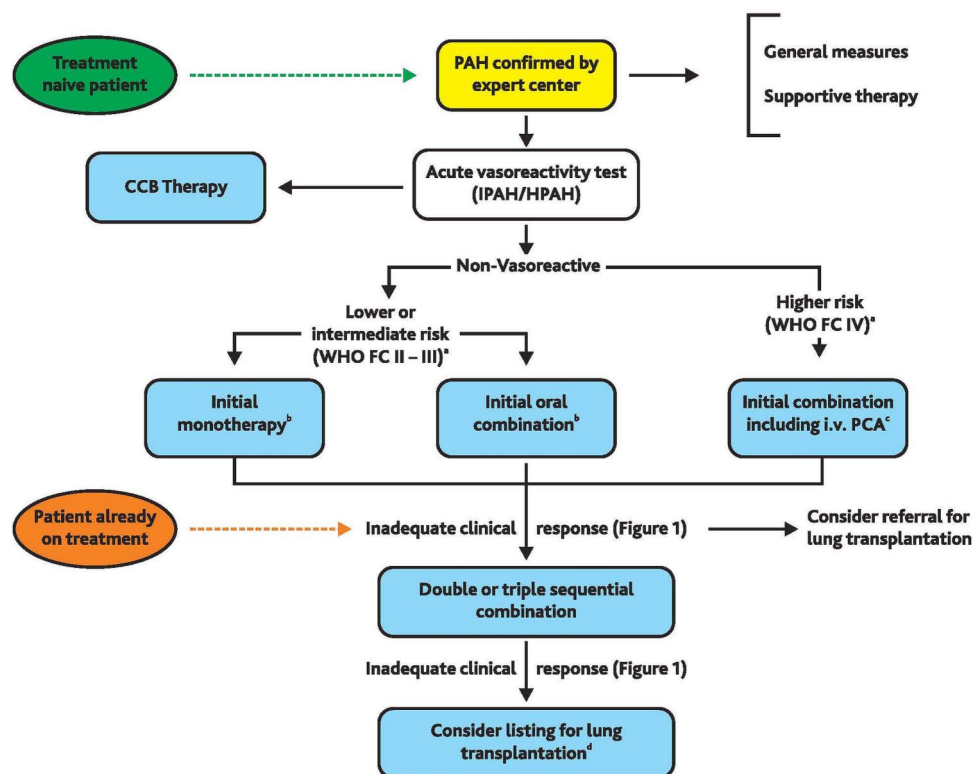 Treatment
naive patient
PAH confirmed by
expert center
General measures
Supportive therapy
CCB Therapy
Acute vasoreactivity test
(IPAH/HPAH)
Non-Vasoreactive
Lower or
intermediate risk
(WHO FC II – III)ᵃ
Higher risk
(WHO FC IV)ᵃ
Initial
monotherapyᵇ
Initial oral
combinationᵇ
Initial combination
including i.v. PCAᶜ
Patient already
on treatment
Inadequate clinical response (Figure 1)
Consider referral for
lung transplantation
Double or triple sequential
combination
Inadequate clinical response (Figure 1)
Consider listing for lung
transplantationᵈ